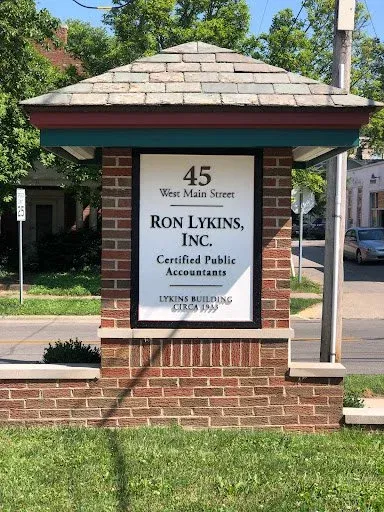 45
West Main Street
RON LYKINS,
INC.
Certified Public
Accountants
LYKINS BUILDING
CIRCA 1933